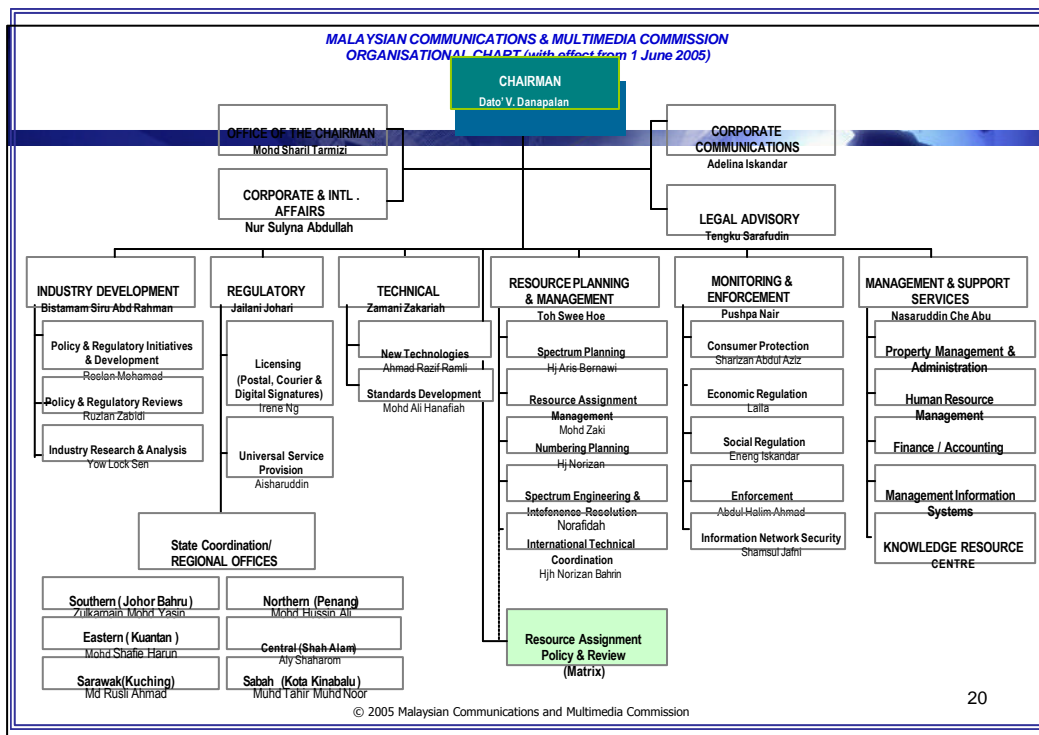 MALAYSIAN COMMUNICATIONS & MULTIMEDIA COMMISSION
ORGANISATIONAL CHART (with effect from 1 June 2005)
CHAIRMAN
Dato' V. Danapalan
OFFICE OF THE CHAIRMAN
Mohd Sharil Tarmizi
CORPORATE
COMMUNICATIONS
Adelina Iskandar
CORPORATE & INTL .
AFFAIRS
Nur Sulyna Abdullah
LEGAL ADVISORY
Tengku Sarafudin
INDUSTRY DEVELOPMENT
Bistamam Siru Abd Rahman
Policy & Regulatory Initiatives
& Development
Roslan Mohamad
Policy & Regulatory Reviews
Ruzlan Zabidi
Industry Research & Analysis
Yow Lock Sen
REGULATORY
Jailani Johari
Licensing
(Postal, Courier &
Digital Signatures)
Irene Ng
Universal Service
Provision
Aisharuddin
TECHNICAL
Zamani Zakariah
New Technologies
Ahmad Razif Ramli
Standards Development
Mohd Ali Hanafiah
RESOURCE PLANNING
& MANAGEMENT
Toh Swee Hoe
Spectrum Planning
Hj Aris Bernawi
Resource Assignment
Management
Mohd Zaki
Numbering Planning
Hj Norizan
Spectrum Engineering &
Inteference Resolution
Norafidah
International Technical
Coordination
Hjh Norizan Bahrin
Resource Assignment
Policy & Review
(Matrix)
MONITORING &
ENFORCEMENT
Pushpa Nair
Consumer Protection
Sharizan Abdul Aziz
Economic Regulation
Laila
Social Regulation
Eneng Iskandar
Enforcement
Abdul Halim Ahmad
Information Network Security
Shamsul Jafni
MANAGEMENT & SUPPORT
SERVICES
Nasaruddin Che Abu
Property Management &
Administration
Human Resource
Management
Finance / Accounting
Management Information
Systems
KNOWLEDGE RESOURCE
CENTRE
State Coordination/
REGIONAL OFFICES
Southern ( Johor Bahru )
Zulkarnain Mohd Yasin
Northern (Penang)
Mohd Hussin Ali
Eastern ( Kuantan )
Mohd Shafie Harun
Central (Shah Alam)
Aly Shaharom
Sarawak(Kuching)
Md Rusli Ahmad
Sabah (Kota Kinabalu)
Muhd Tahir Muhd Noor
20
© 2005 Malaysian Communications and Multimedia Commission